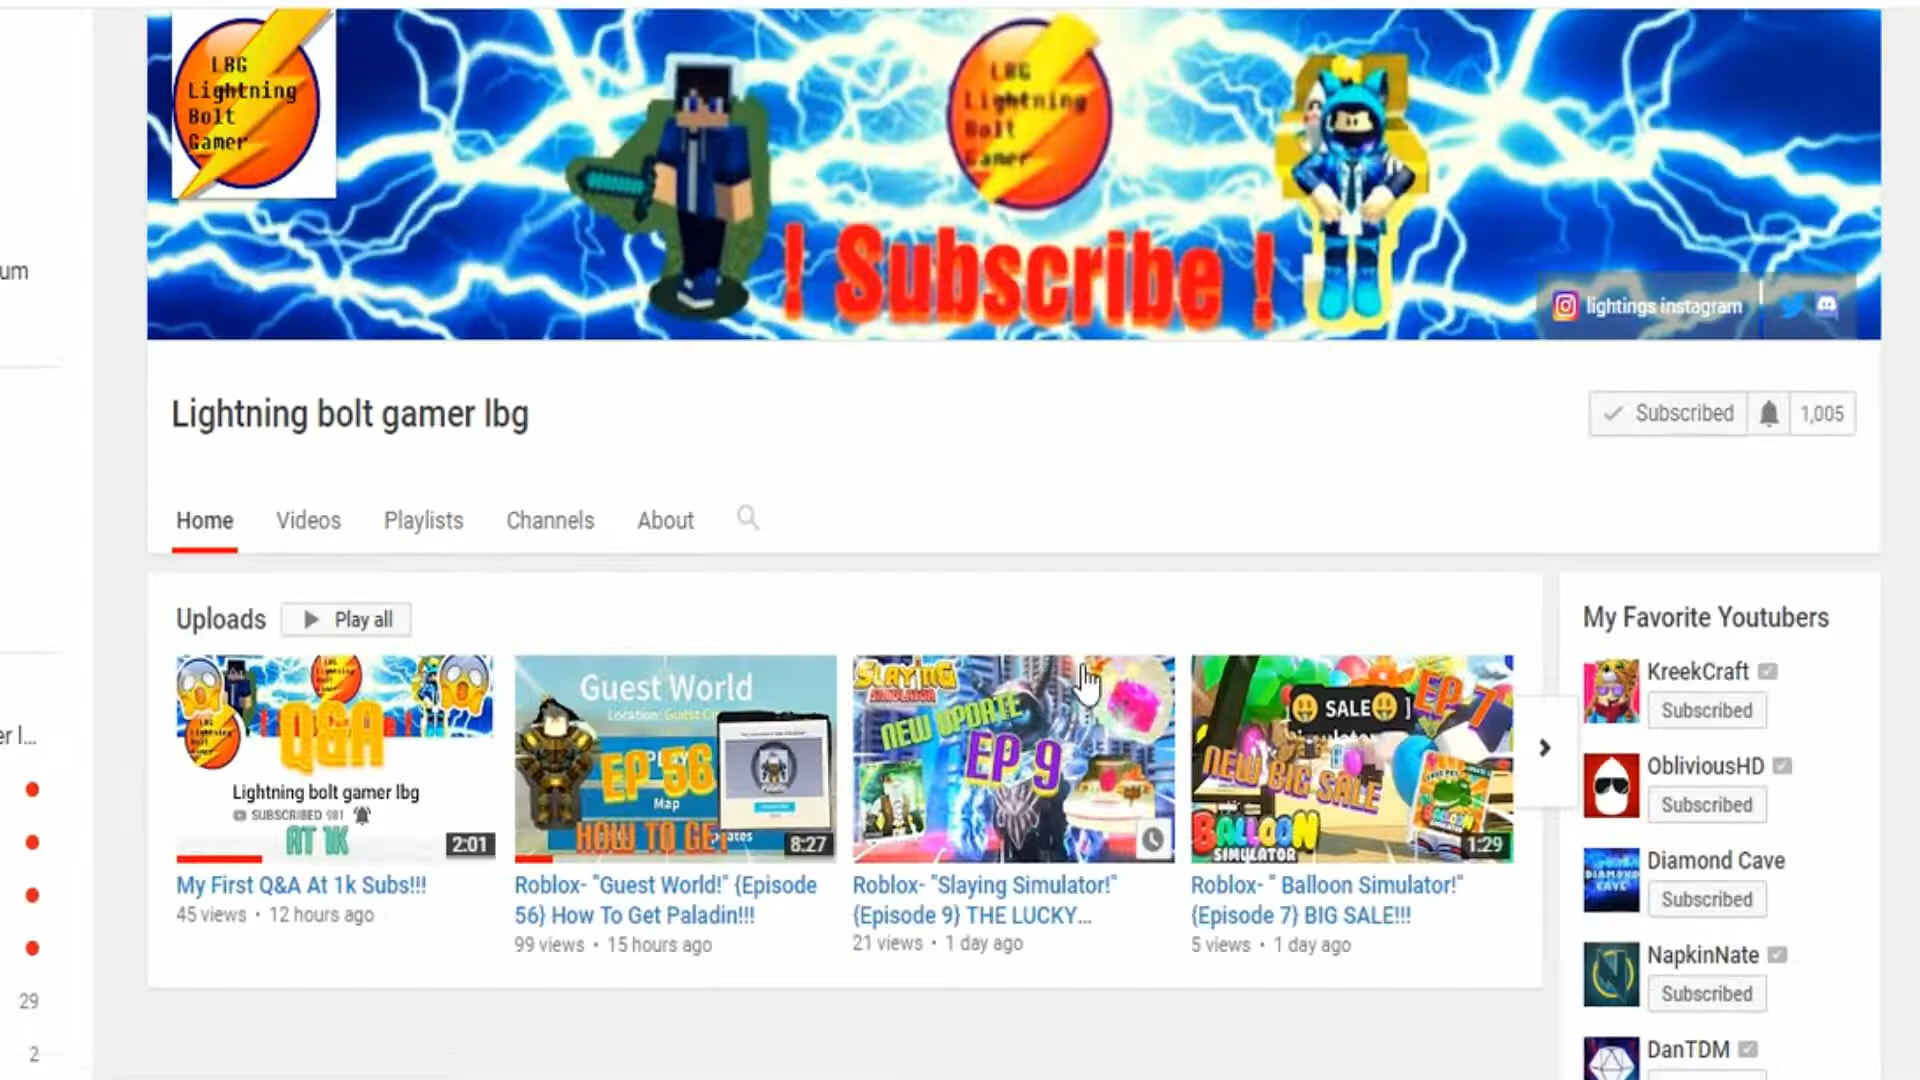 LBG
Lightning
Bolt
Gamer
LBG
Lightning
Bolt
Gamer
! Subscribe !
lightings instagram
um
Lightning bolt gamer lbg
Subscribed
1,005
Home
Videos
Playlists
Channels
About
Uploads
Play all
My Favorite Youtubers
er l...
Q&A
Lightning bolt gamer lbg
SUBSCRIBED 981
AT 1K
2:01
My First Q&A At 1k Subs!!!
45 views • 12 hours ago
Guest World
EP 56
Map
HOW TO GET
8:27
Roblox- "Guest World!" {Episode
56} How To Get Paladin!!!
99 views • 15 hours ago
SLAYING
SIMULATOR
NEW UPDATE
EP 9
Roblox- "Slaying Simulator!"
{Episode 9} THE LUCKY...
21 views • 1 day ago
SALE
EP 7
NEW BIG SALE
BALLOON
SIMULATOR
1:29
Roblox- " Balloon Simulator!"
{Episode 7} BIG SALE!!!
5 views • 1 day ago
KreekCraft
Subscribed
ObliviousHD
Subscribed
DIAMOND
CAVE
Diamond Cave
Subscribed
NapkinNate
Subscribed
DanTDM
29
2